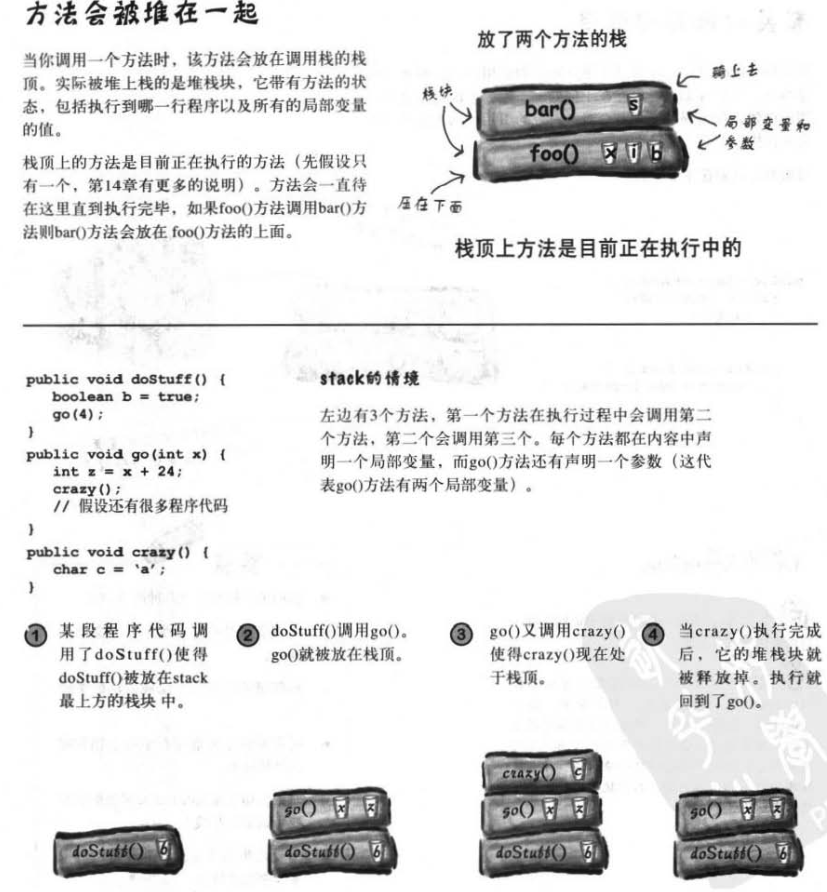 方法会被堆在一起
当你调用一个方法时，该方法会放在调用栈的栈
顶。实际被堆上栈的是堆栈块，它带有方法的状
态，包括执行到哪一行程序以及所有的局部变量
的值。
栈顶上的方法是目前正在执行的方法（先假设只
有一个，第14章有更多的说明）。方法会一直待
在这里直到执行完毕，如果foo()方法调用bar()方
法则bar()方法会放在 foo()方法的上面。
放了两个方法的栈
栈块
踊上去
bar() s
局部变量和
参数
foo() x i b
压在下面
栈顶上方法是目前正在执行中的
public void doStuff() {
boolean b = true;
go(4);
}
public void go(int x) {
int z = x + 24;
crazy();
// 假设还有很多程序代码
}
public void crazy() {
char c = 'a';
}
stack的情境
左边有3个方法，第一个方法在执行过程中会调用第二
个方法，第二个会调用第三个。每个方法都在内容中声
明一个局部变量，而go()方法还有声明一个参数（这代
表go()方法有两个局部变量）。
1 某段程序代码调
用了doStuff()使得
doStuff()被放在stack
最上方的栈块 中。
2 doStuff()调用go()。
go()就被放在栈顶。
3 go()又调用crazy()
使得crazy()现在处
于栈顶。
4 当crazy()执行完成
后，它的堆栈块就
被释放掉。执行就
回到了go()。
doStuff() b
go() x z
doStuff() b
crazy() c
go() x z
doStuff() b
go() x z
doStuff() b